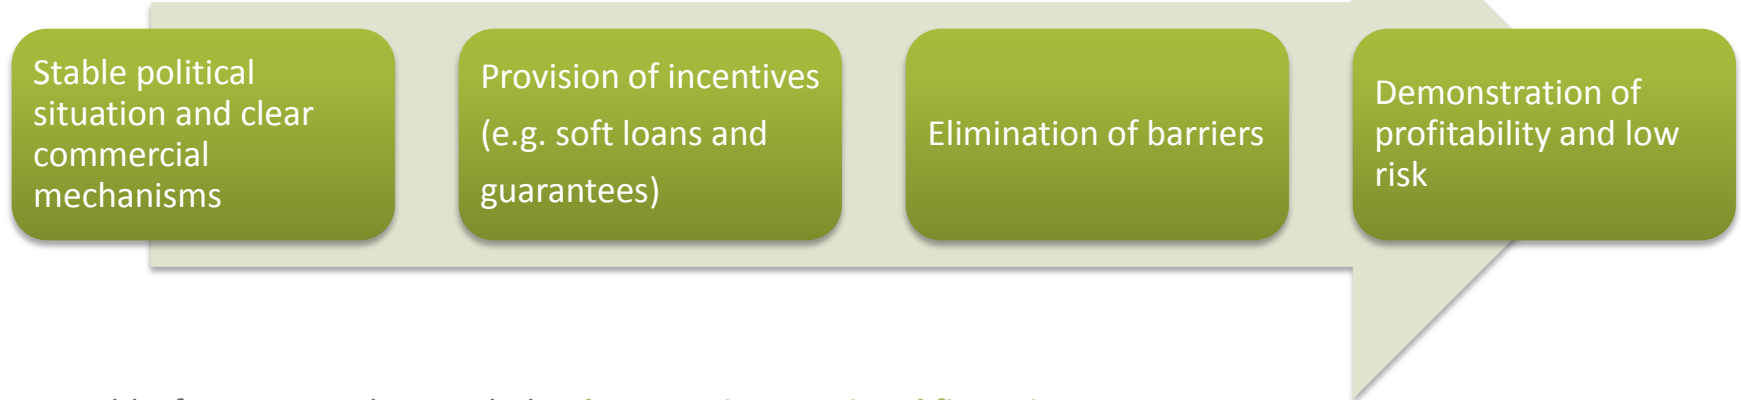 Stable political
situation and clear
commercial
mechanisms
Provision of incentives
(e.g. soft loans and
guarantees)
Elimination of barriers
Demonstration of
profitability and low
risk